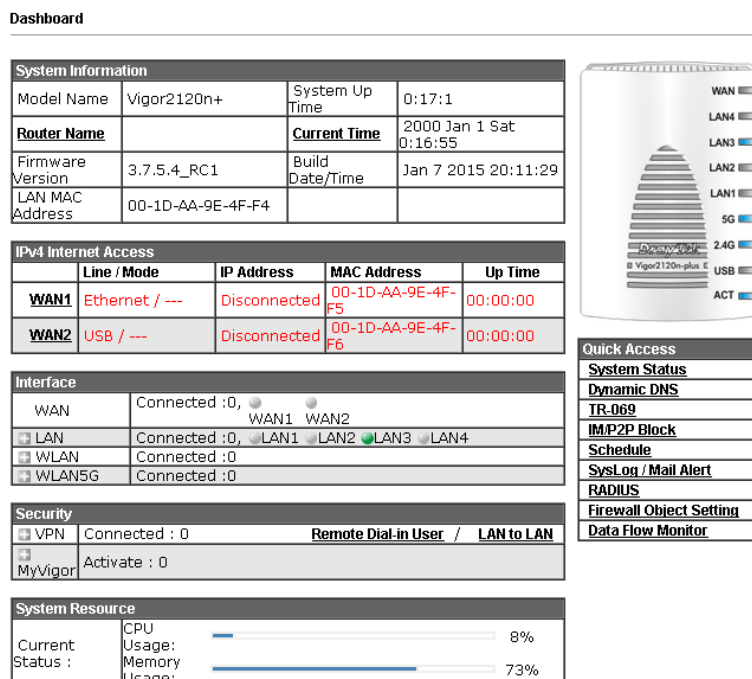 Dashboard
System Information
Model Name Vigor2120n+ System Up Time 0:17:1
Router Name Current Time 2000 Jan 1 Sat 0:16:55
Firmware Version 3.7.5.4_RC1 Build Date/Time Jan 7 2015 20:11:29
LAN MAC Address 00-1D-AA-9E-4F-F4
IPv4 Internet Access
Line / Mode IP Address MAC Address Up Time
WAN1 Ethernet / --- Disconnected 00-1D-AA-9E-4F-F5 00:00:00
WAN2 USB / --- Disconnected 00-1D-AA-9E-4F-F6 00:00:00
Interface
WAN Connected :0, WAN1 WAN2
LAN Connected :0, LAN1 LAN2 LAN3 LAN4
WLAN Connected :0
WLAN5G Connected :0
Security
VPN Connected : 0 Remote Dial-in User / LAN to LAN
MyVigor Activate : 0
System Resource
Current Status : CPU Usage: 8%
Memory Usage: 73%
WAN
LAN4
LAN3
LAN2
LAN1
5G
DrayTek 2.4G
Vigor2120n-plus USB
ACT
Quick Access
System Status
Dynamic DNS
TR-069
IM/P2P Block
Schedule
SysLog / Mail Alert
RADIUS
Firewall Object Setting
Data Flow Monitor